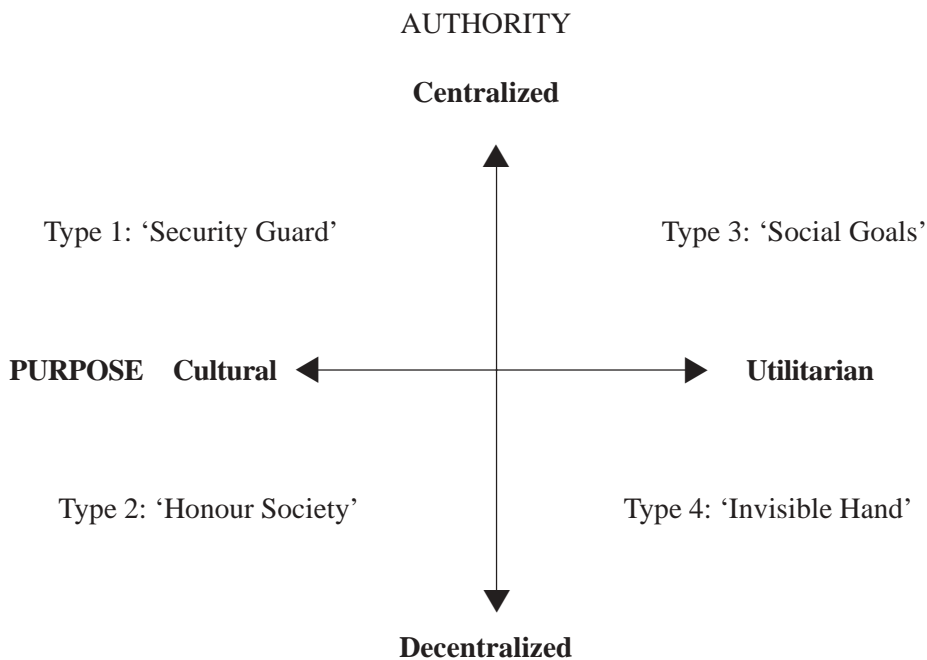 AUTHORITY
Centralized
Type 1: ‘Security Guard’
Type 3: ‘Social Goals’
PURPOSE Cultural
Utilitarian
Type 2: ‘Honour Society’
Type 4: ‘Invisible Hand’
Decentralized